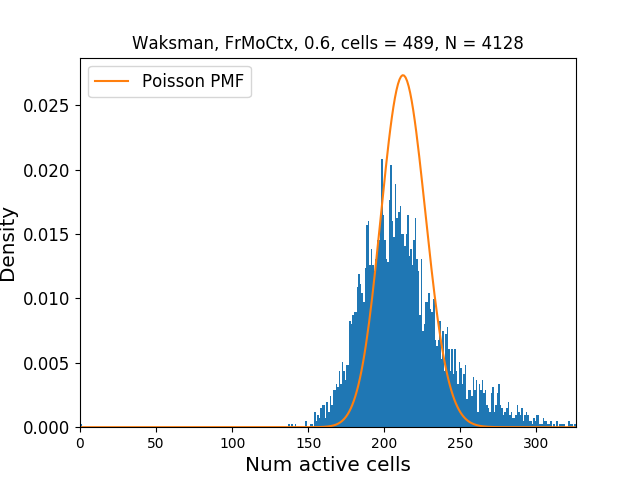 Waksman, FrMoCtx, 0.6, cells = 489, N = 4128
Poisson PMF
Density
0.025
0.020
0.015
0.010
0.005
0.000
0 50 100 150 200 250 300
Num active cells